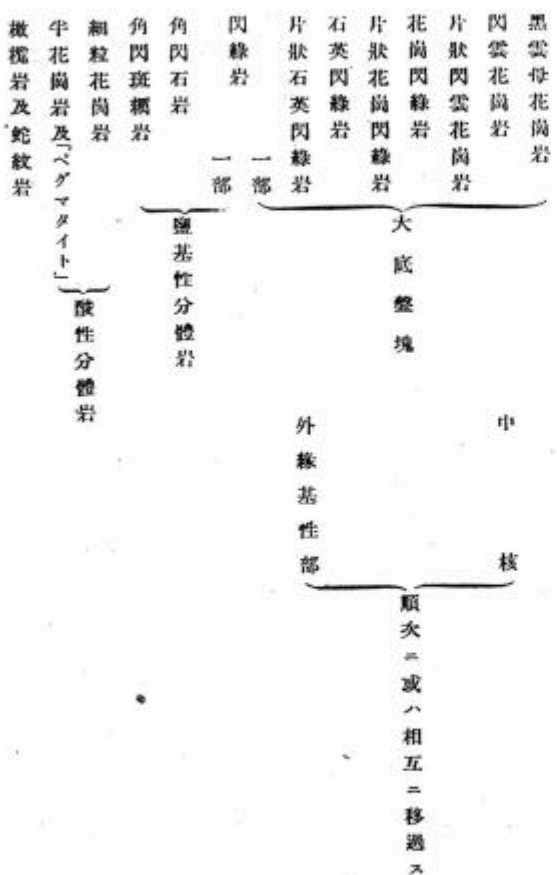 黑雲母花崗岩
閃雲花崗岩
片狀閃雲花崗岩
花崗閃綠岩
片狀花崗閃綠岩
石英閃綠岩
片狀石英閃綠岩
一部
閃綠岩
一部
角閃石岩
角閃斑糲岩
細粒花崗岩
半花崗岩及「ペグマタイト」
橄欖岩及蛇紋岩
大底盤塊
鹽基性分體岩
酸性分體岩
中核
外緣基性部
順次ニ或ハ相互ニ移過ス